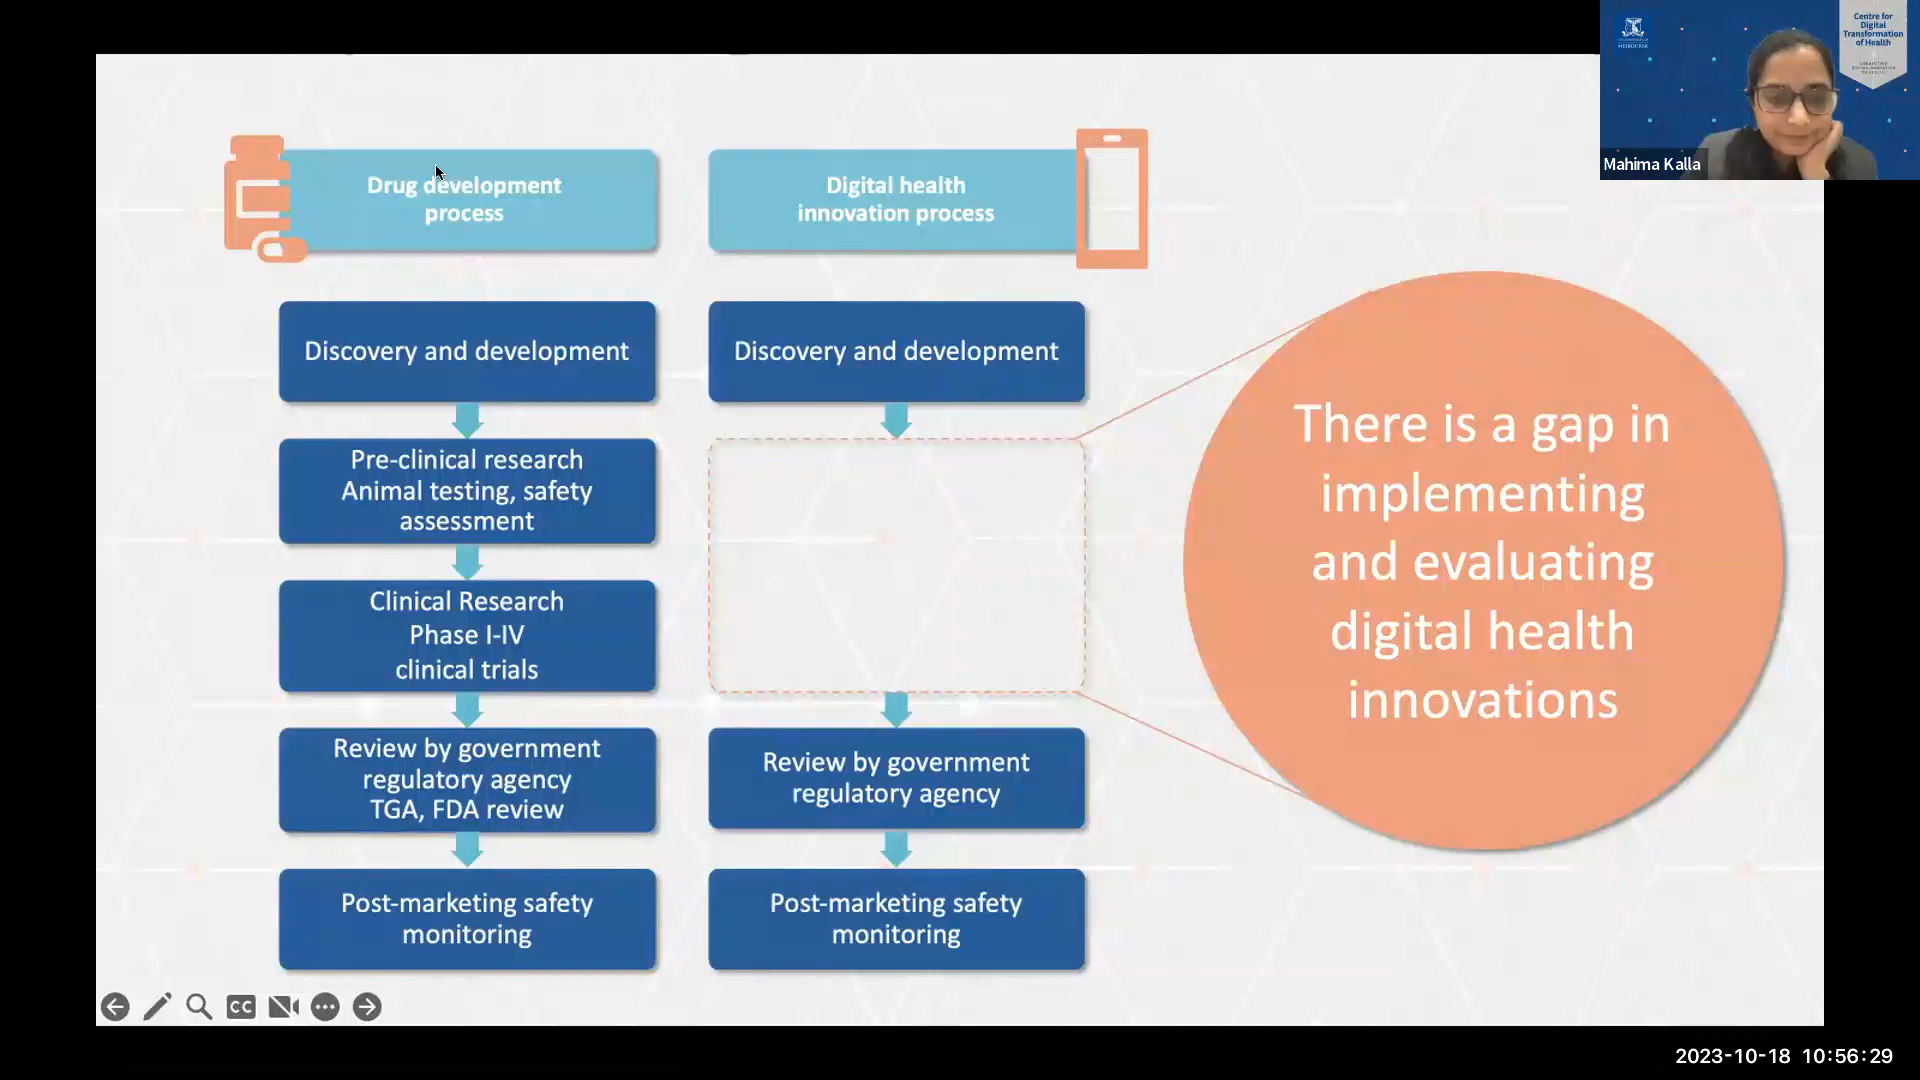 Drug development
process
Digital health
innovation process
Discovery and development
Discovery and development
Pre-clinical research
Animal testing, safety
assessment
Clinical Research
Phase I-IV
clinical trials
Review by government
regulatory agency
TGA, FDA review
Review by government
regulatory agency
Post-marketing safety
monitoring
Post-marketing safety
monitoring
There is a gap in
implementing
and evaluating
digital health
innovations
CC
Centre for
Digital
Transformation
of Health
MELBOURNE
Mahima Kalla
2023-10-18 10:56:29